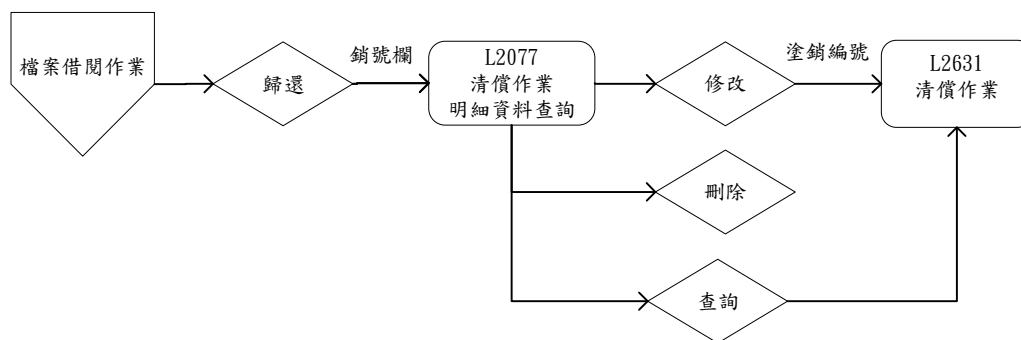 檔案借閱作業
歸還
銷號欄
L2077
清償作業
明細資料查詢
修改
塗銷編號
L2631
清償作業
刪除
查詢